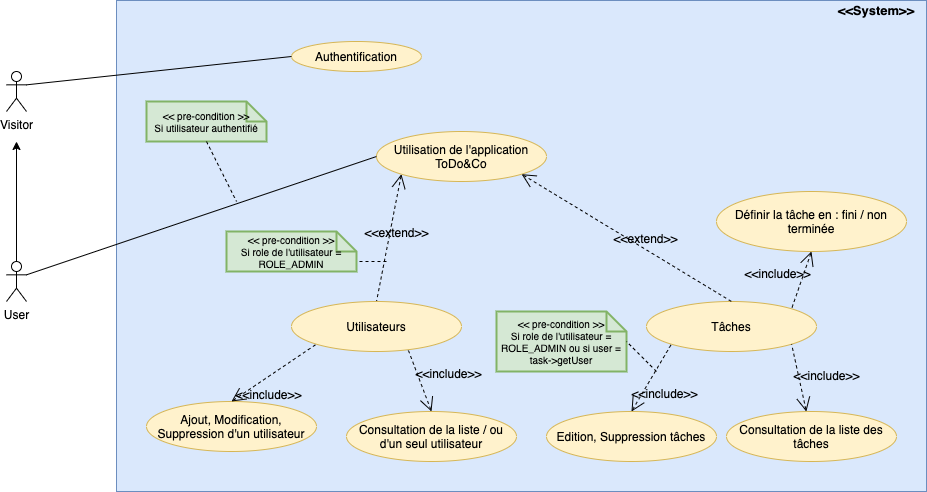 <<System>>
Authentification
Visitor
<< pre-condition >>
Si utilisateur authentifié
Utilisation de l'application
ToDo&Co
Définir la tâche en : fini / non
terminée
<<extend>>
<<extend>>
<< pre-condition >>
Si role de l'utilisateur =
ROLE_ADMIN
<<include>>
User
Utilisateurs
<< pre-condition >>
Si role de l'utilisateur =
ROLE_ADMIN ou si user =
task->getUser
Tâches
<<include>>
<<include>>
<<include>>
<<include>>
Ajout, Modification,
Suppression d'un utilisateur
Consultation de la liste / ou
d'un seul utilisateur
Edition, Suppression tâches
Consultation de la liste des
tâches